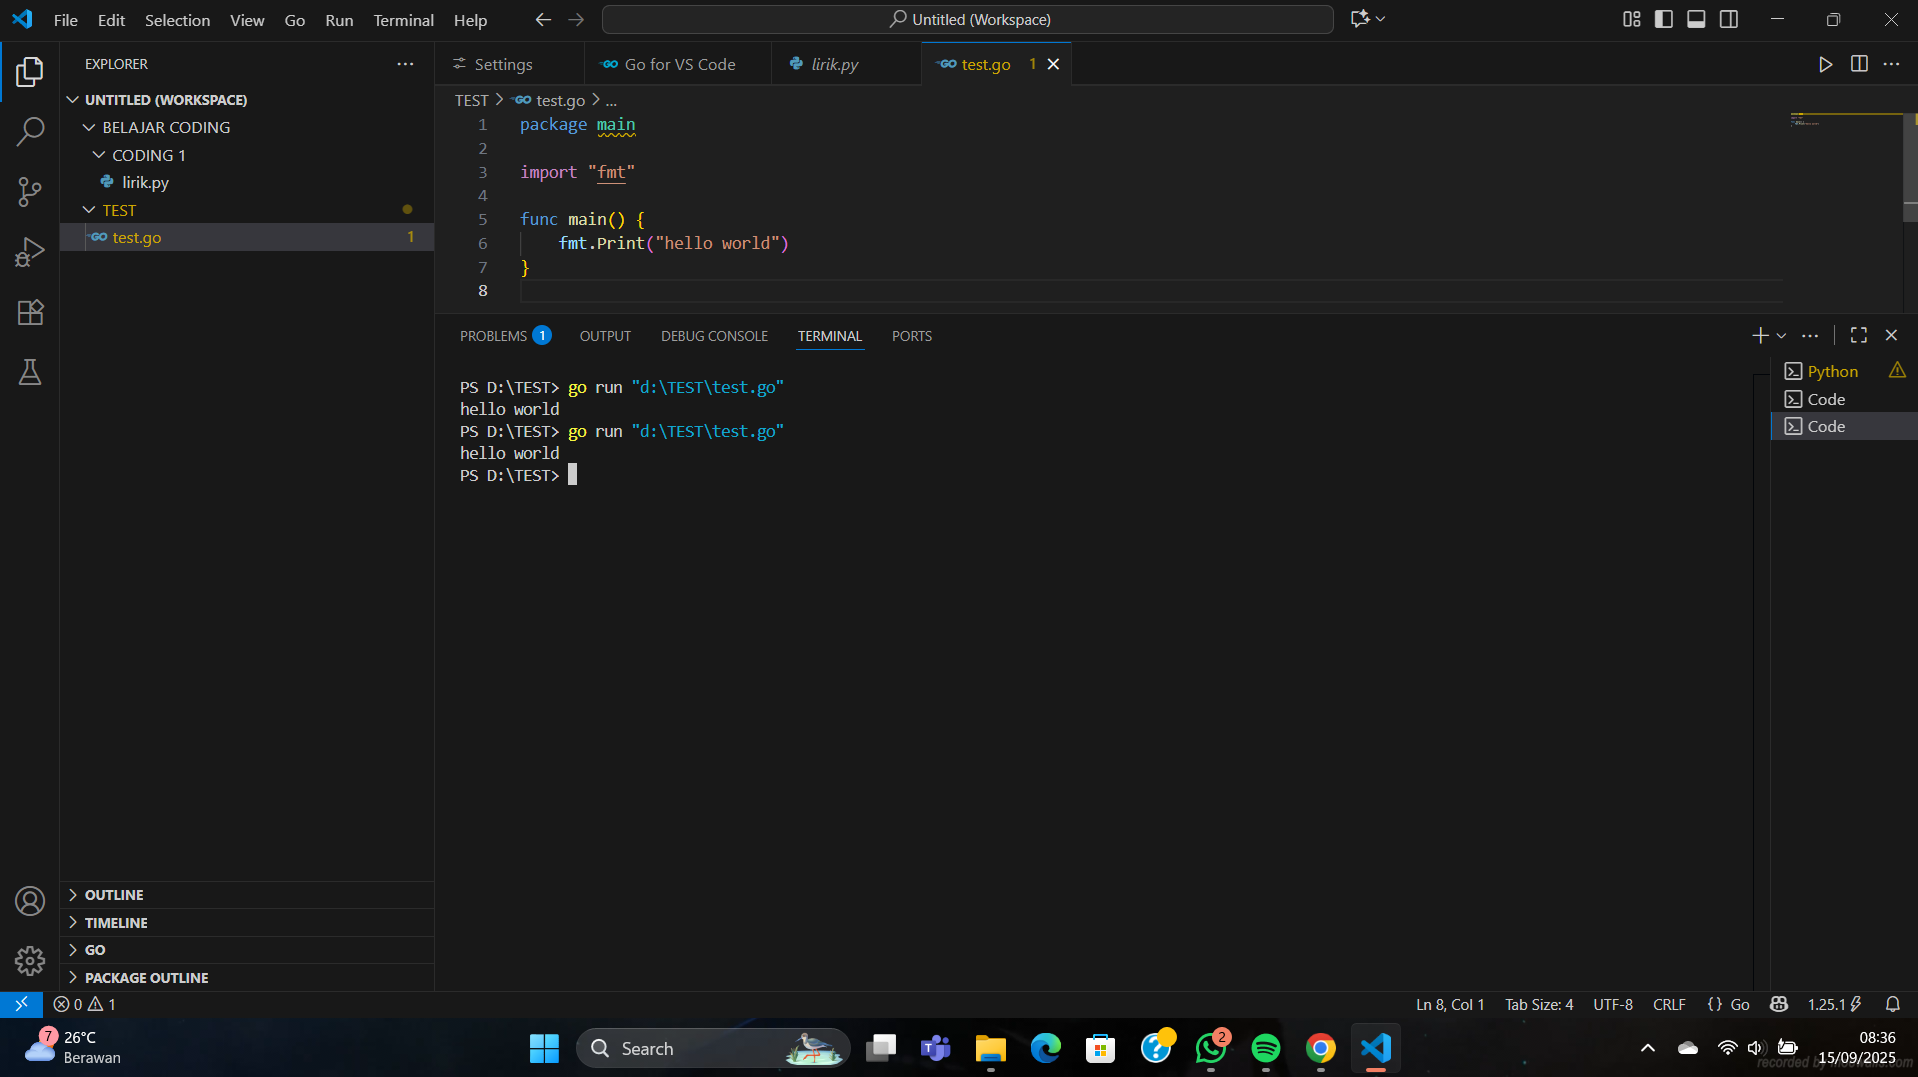 File Edit Selection View Go Run Terminal Help
Untitled (Workspace)
EXPLORER
UNTITLED (WORKSPACE)
BELAJAR CODING
CODING 1
lirik.py
TEST
test.go 1
OUTLINE
TIMELINE
GO
PACKAGE OUTLINE
Settings
Go for VS Code
lirik.py
test.go 1
TEST > test.go > ...
1 package main
2
3 import "fmt"
4
5 func main() {
6 fmt.Print("hello world")
7 }
8
PROBLEMS 1 OUTPUT DEBUG CONSOLE TERMINAL PORTS
PS D:\TEST> go run "d:\TEST\test.go"
hello world
PS D:\TEST> go run "d:\TEST\test.go"
hello world
PS D:\TEST>
Python
Code
Code
0 1
Ln 8, Col 1 Tab Size: 4 UTF-8 CRLF {} Go 1.25.1
7
26°C
Berawan
Search
2
08:36
15/09/2025
recorded by